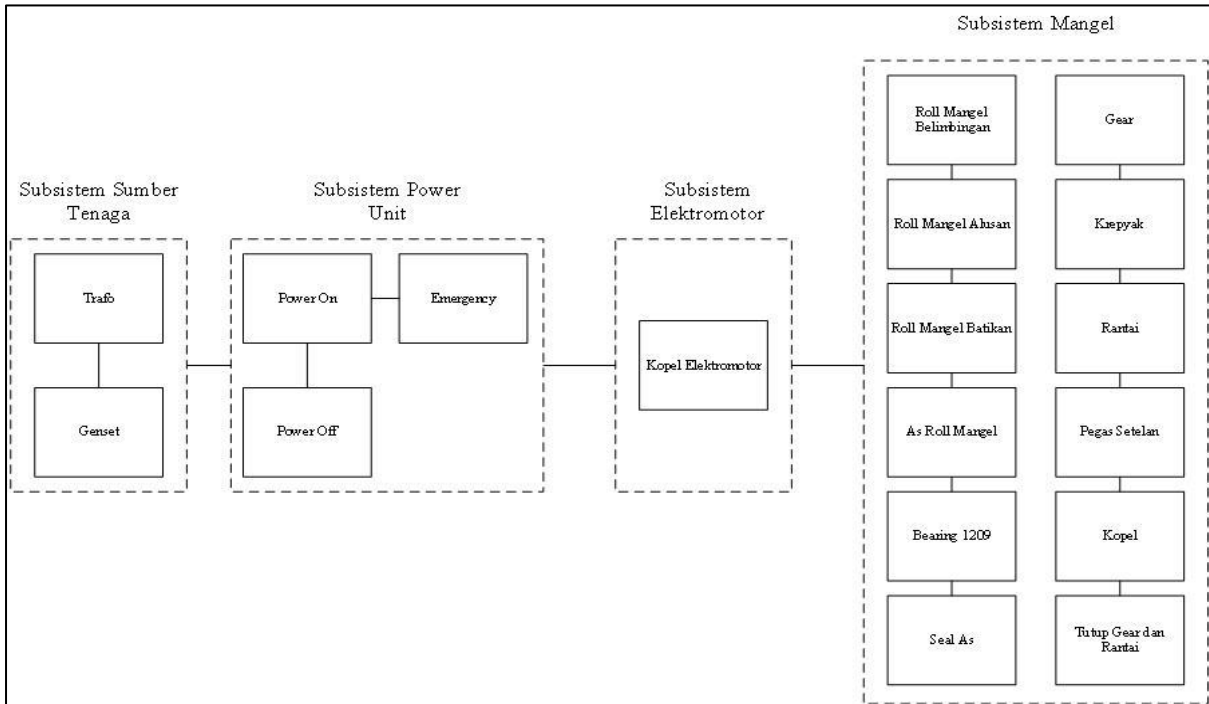 Subsistem Mangel
Roll Mangel
Belimbingan
Gear
Subsistem Sumber
Tenaga
Subsistem Power
Unit
Subsistem
Elektromotor
Roll Mangel Alusan
Krepyak
Trafo
Power On
Emergency
Roll Mangel Batikan
Rantai
Kopel Elektromotor
Genset
Power Off
As Roll Mangel
Pegas Setelan
Bearing 1209
Kopel
Seal As
Tutup Gear dan
Rantai